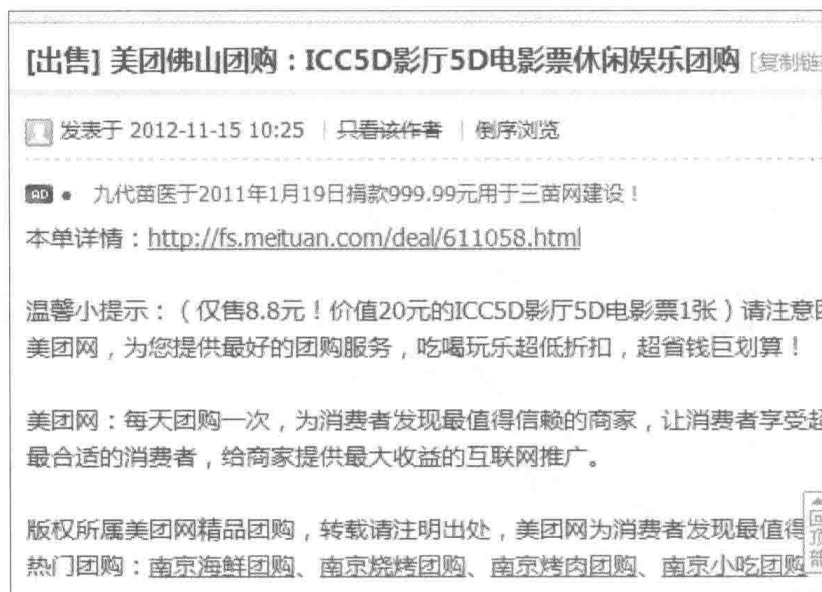 [出售] 美团佛山团购：ICC5D影厅5D电影票休闲娱乐团购 [复制链
发表于 2012-11-15 10:25 | 只看该作者 | 倒序浏览
AD • 九代苗医于2011年1月19日捐款999.99元用于三苗网建设！
本单详情：http://fs.meituan.com/deal/611058.html
温馨小提示：（仅售8.8元！价值20元的ICC5D影厅5D电影票1张）请注意团
美团网，为您提供最好的团购服务，吃喝玩乐超低折扣，超省钱巨划算！
美团网：每天团购一次，为消费者发现最值得信赖的商家，让消费者享受超
最合适的消费者，给商家提供最大收益的互联网推广。
版权所属美团网精品团购，转载请注明出处，美团网为消费者发现最值得
热门团购：南京海鲜团购、南京烧烤团购、南京烤肉团购、南京小吃团购
回顶部